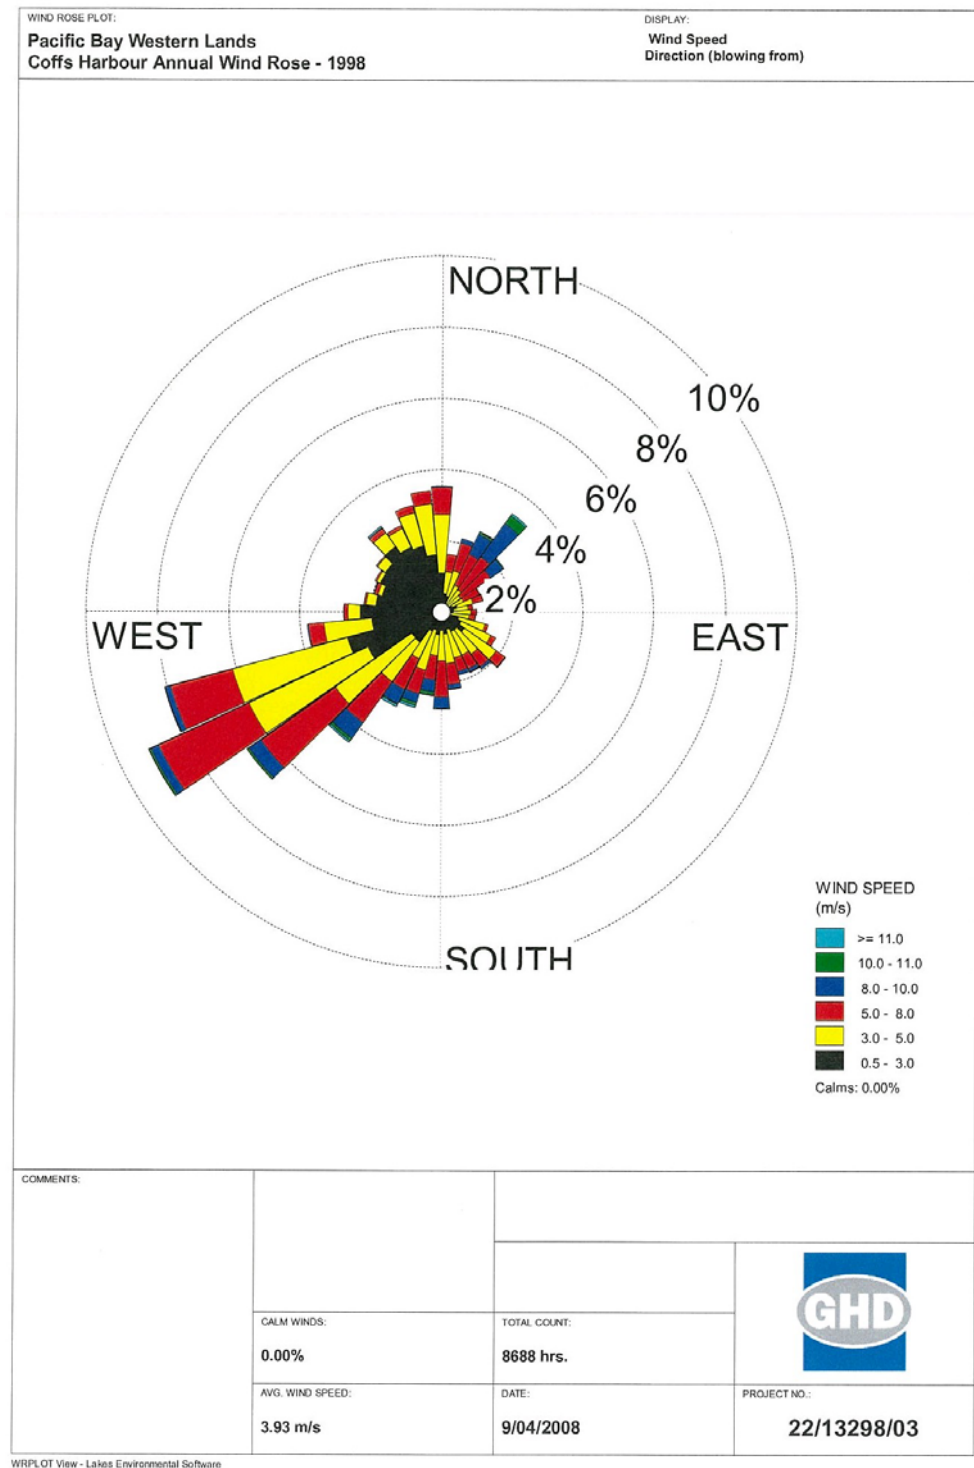 WIND ROSE PLOT:
Pacific Bay Western Lands
Coffs Harbour Annual Wind Rose - 1998
DISPLAY:
Wind Speed
Direction (blowing from)
NORTH
10%
8%
6%
4%
2%
WEST
EAST
SOUTH
WIND SPEED
(m/s)
>= 11.0
10.0 - 11.0
8.0 - 10.0
5.0 - 8.0
3.0 - 5.0
0.5 - 3.0
Calms: 0.00%
COMMENTS:
CALM WINDS:
0.00%
TOTAL COUNT:
8688 hrs.
GHD
AVG. WIND SPEED:
3.93 m/s
DATE:
9/04/2008
PROJECT NO.:
22/13298/03
WRPLOT View - Lakes Environmental Software